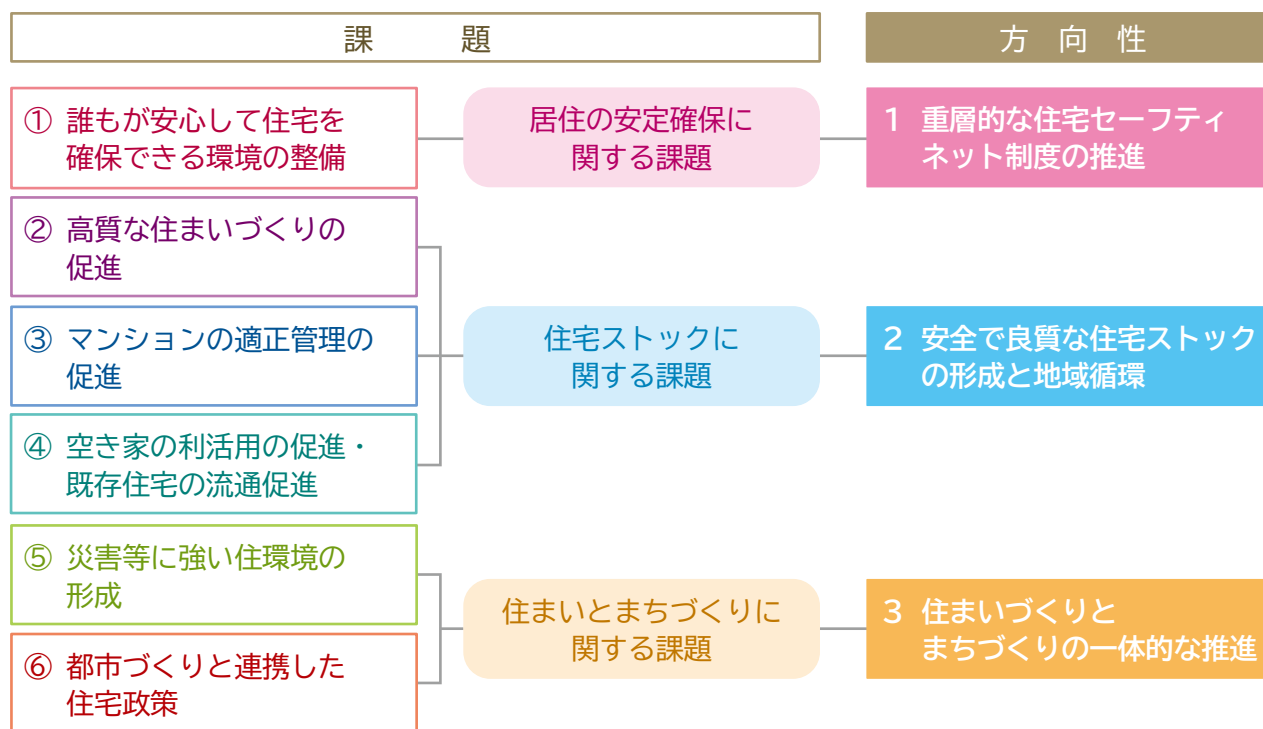 課題
方向性
① 誰もが安心して住宅を
確保できる環境の整備
居住の安定確保に
関する課題
1 重層的な住宅セーフティ
ネット制度の推進
② 高質な住まいづくりの
促進
③ マンションの適正管理の
促進
④ 空き家の利活用の促進・
既存住宅の流通促進
住宅ストックに
関する課題
2 安全で良質な住宅ストック
の形成と地域循環
⑤ 災害等に強い住環境の
形成
⑥ 都市づくりと連携した
住宅政策
住まいとまちづくりに
関する課題
3 住まいづくりと
まちづくりの一体的な推進